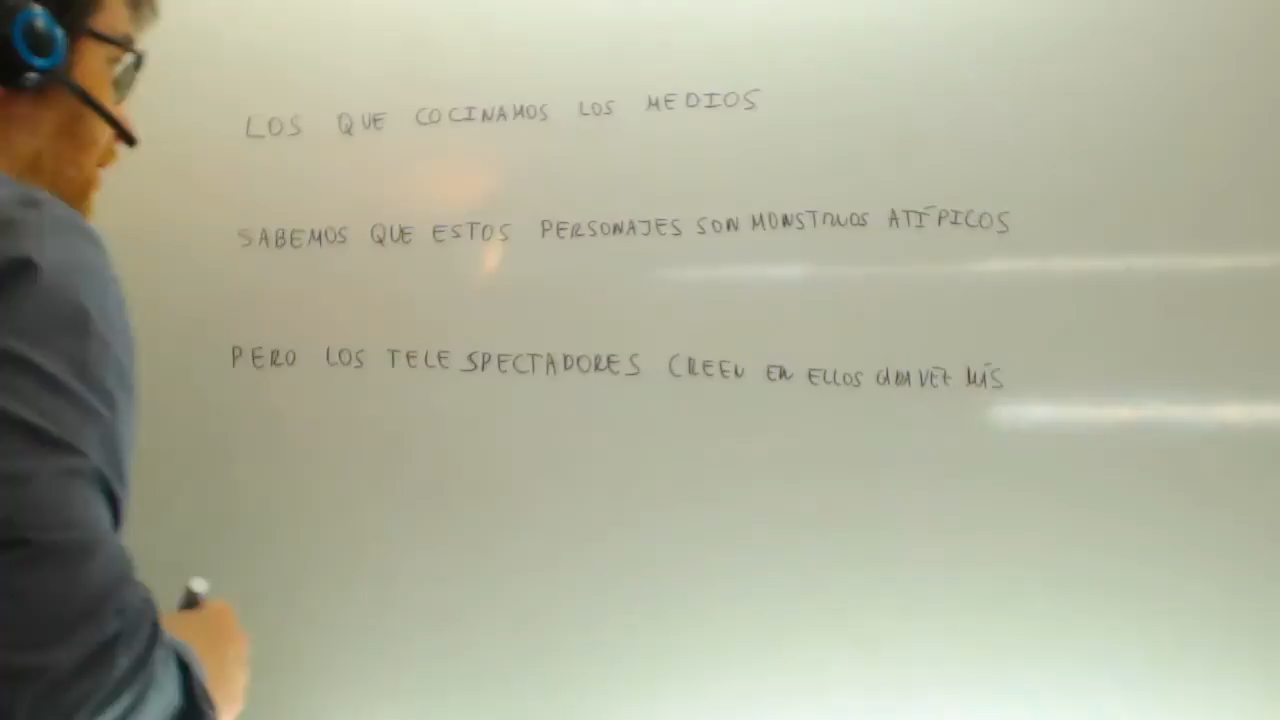 LOS QUE COCINAMOS LOS MEDIOS
SABEMOS QUE ESTOS PERSONAJES SON MONSTRUOS ATÍPICOS
PERO LOS TELESPECTADORES CREEN EN ELLOS CADA VEZ MÁS